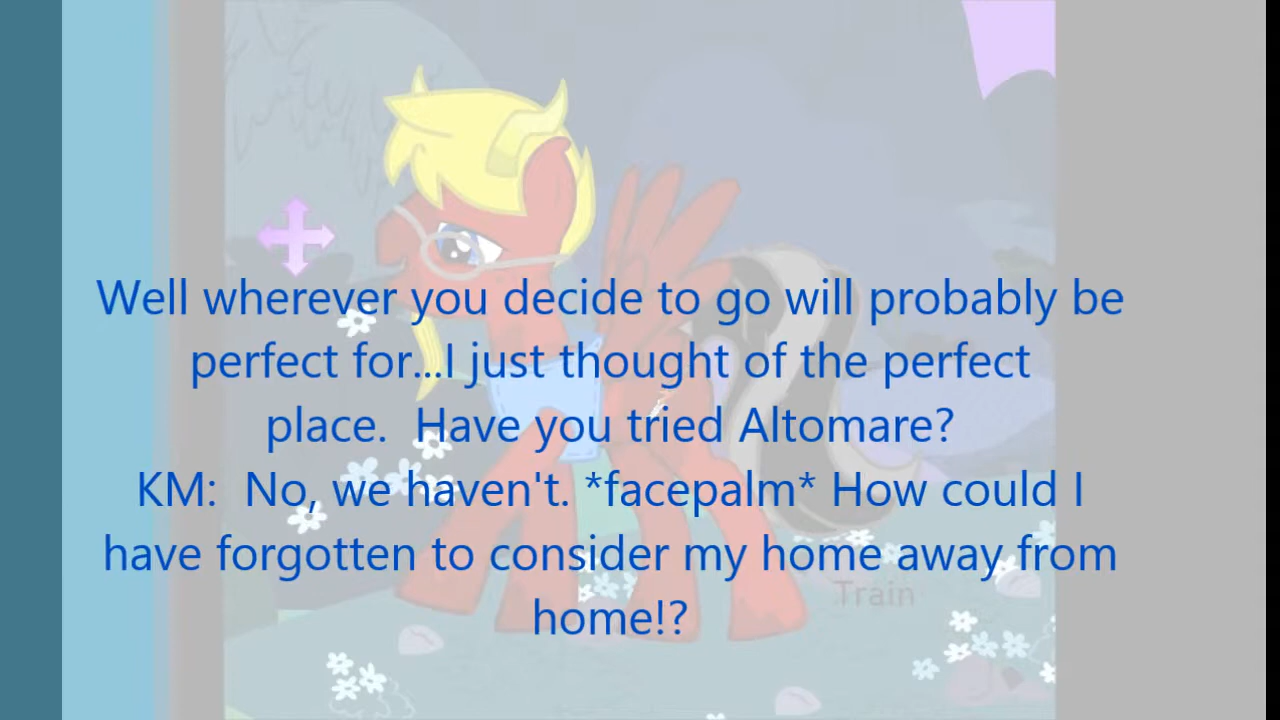 Well wherever you decide to go will probably be
perfect for...I just thought of the perfect
place.  Have you tried Altomare?
KM:  No, we haven't. *facepalm* How could I
have forgotten to consider my home away from
home!?
Train